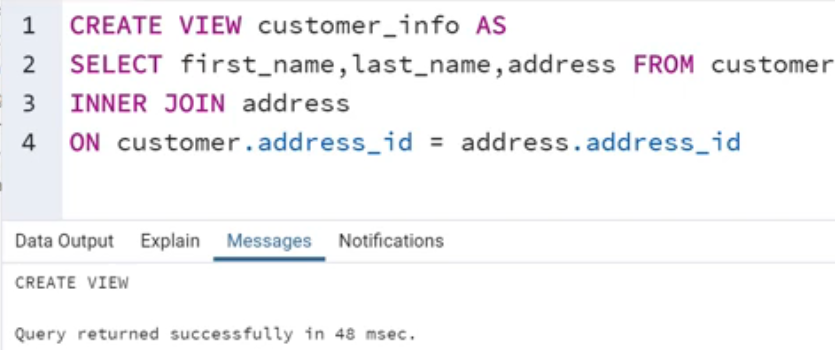 1 CREATE VIEW customer_info AS
2 SELECT first_name,last_name,address FROM customer
3 INNER JOIN address
4 ON customer.address_id = address.address_id
Data Output Explain Messages Notifications
CREATE VIEW
Query returned successfully in 48 msec.